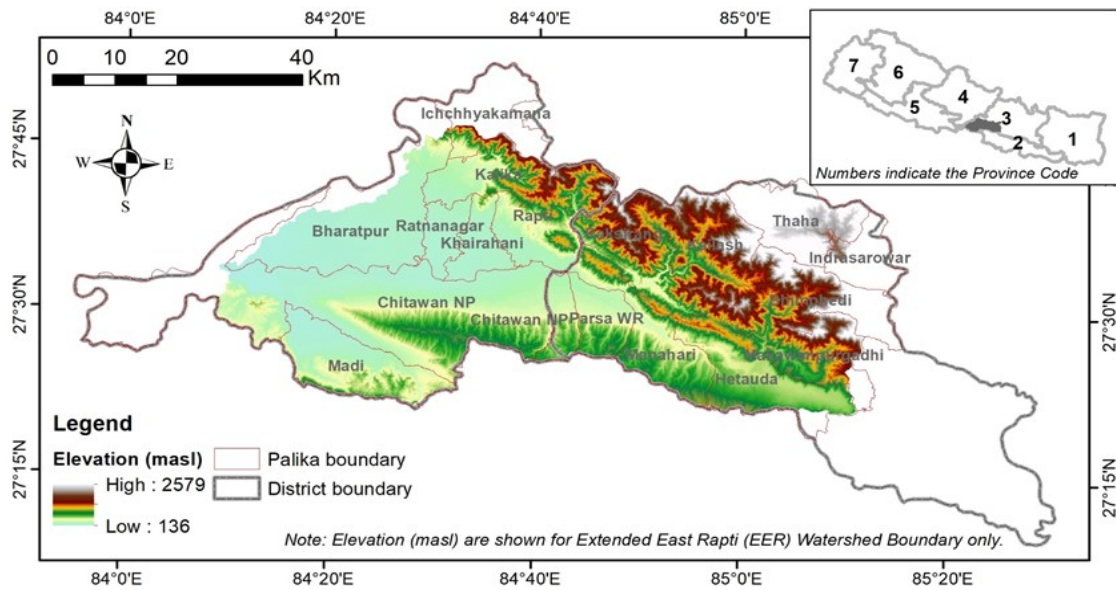 84°0'E 84°20'E 84°40'E 85°0'E
0 10 20 40
Km
7 6 4 5 3 2 1
Numbers indicate the Province Code
N
W E
S
27°45'N
27°30'N
27°15'N
27°30'N
27°15'N
Ichchhyakamana
Kalika
Thaha
Bharatpur
Ratnanagar
Rapti
Khairahani
Kailash
Indrasarowar
Bhimphedi
Chitawan NP
Chitawan NP
Parsa WR
Manahari
Makawanpurgadhi
Madi
Hetauda
Legend
Elevation (masl)
High : 2579
Low : 136
Palika boundary
District boundary
Note: Elevation (masl) are shown for Extended East Rapti (EER) Watershed Boundary only.
84°0'E 84°20'E 84°40'E 85°0'E 85°20'E